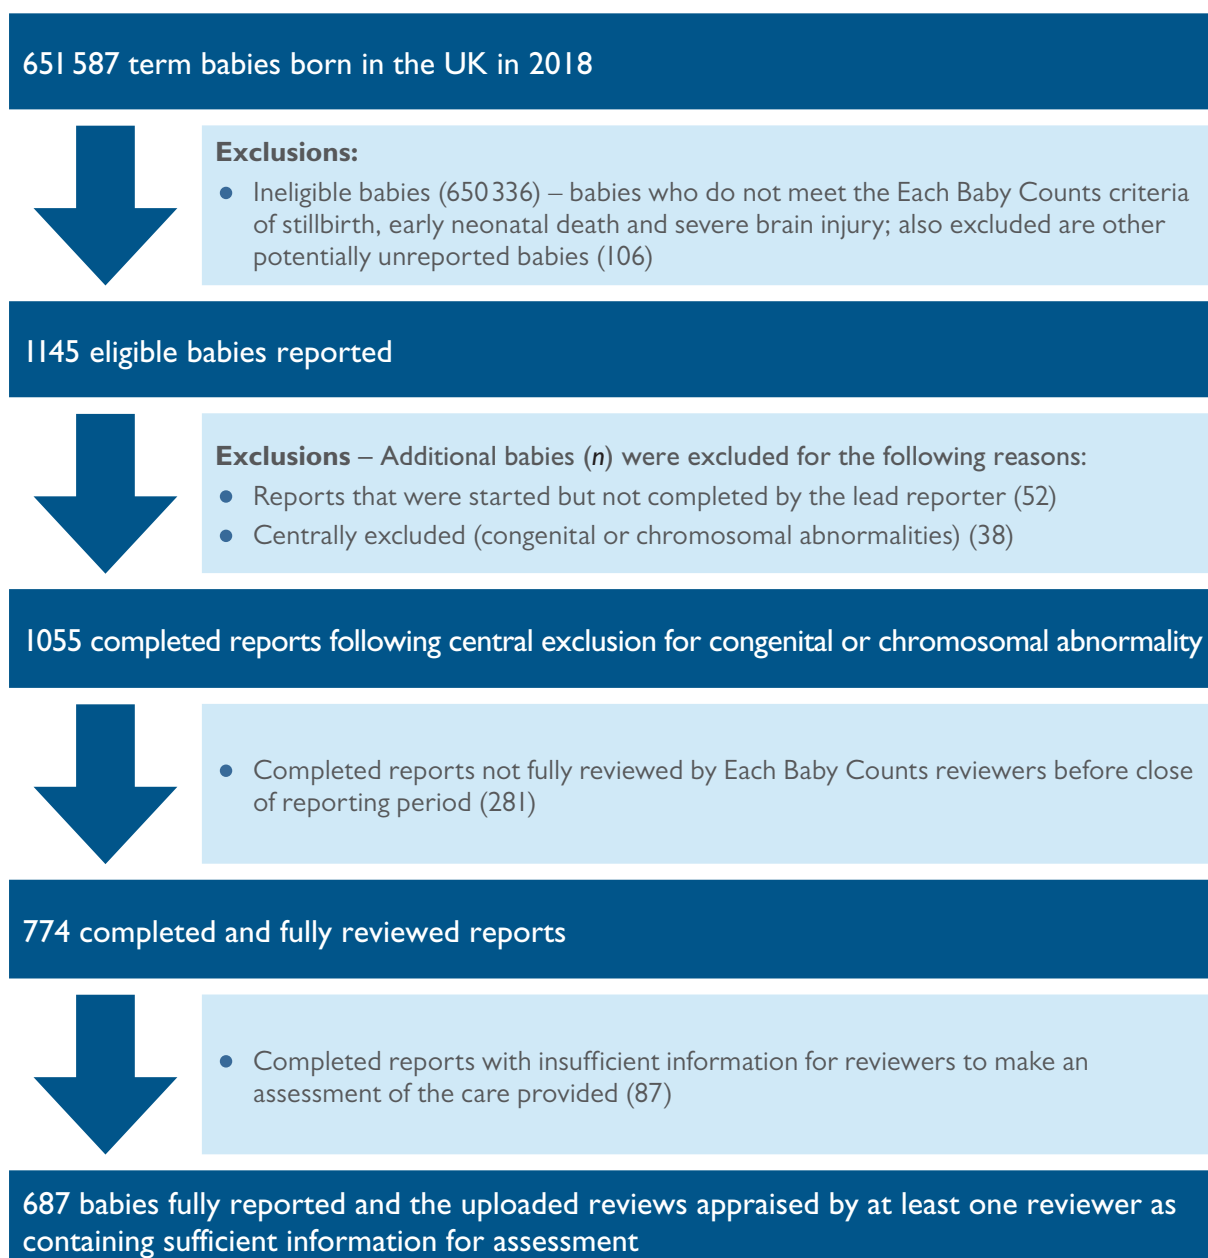 651 587 term babies born in the UK in 2018
Exclusions:
● Ineligible babies (650 336) – babies who do not meet the Each Baby Counts criteria
of stillbirth, early neonatal death and severe brain injury; also excluded are other
potentially unreported babies (106)
1145 eligible babies reported
Exclusions – Additional babies (n) were excluded for the following reasons:
● Reports that were started but not completed by the lead reporter (52)
● Centrally excluded (congenital or chromosomal abnormalities) (38)
1055 completed reports following central exclusion for congenital or chromosomal abnormality
● Completed reports not fully reviewed by Each Baby Counts reviewers before close
of reporting period (281)
774 completed and fully reviewed reports
● Completed reports with insufficient information for reviewers to make an
assessment of the care provided (87)
687 babies fully reported and the uploaded reviews appraised by at least one reviewer as
containing sufficient information for assessment